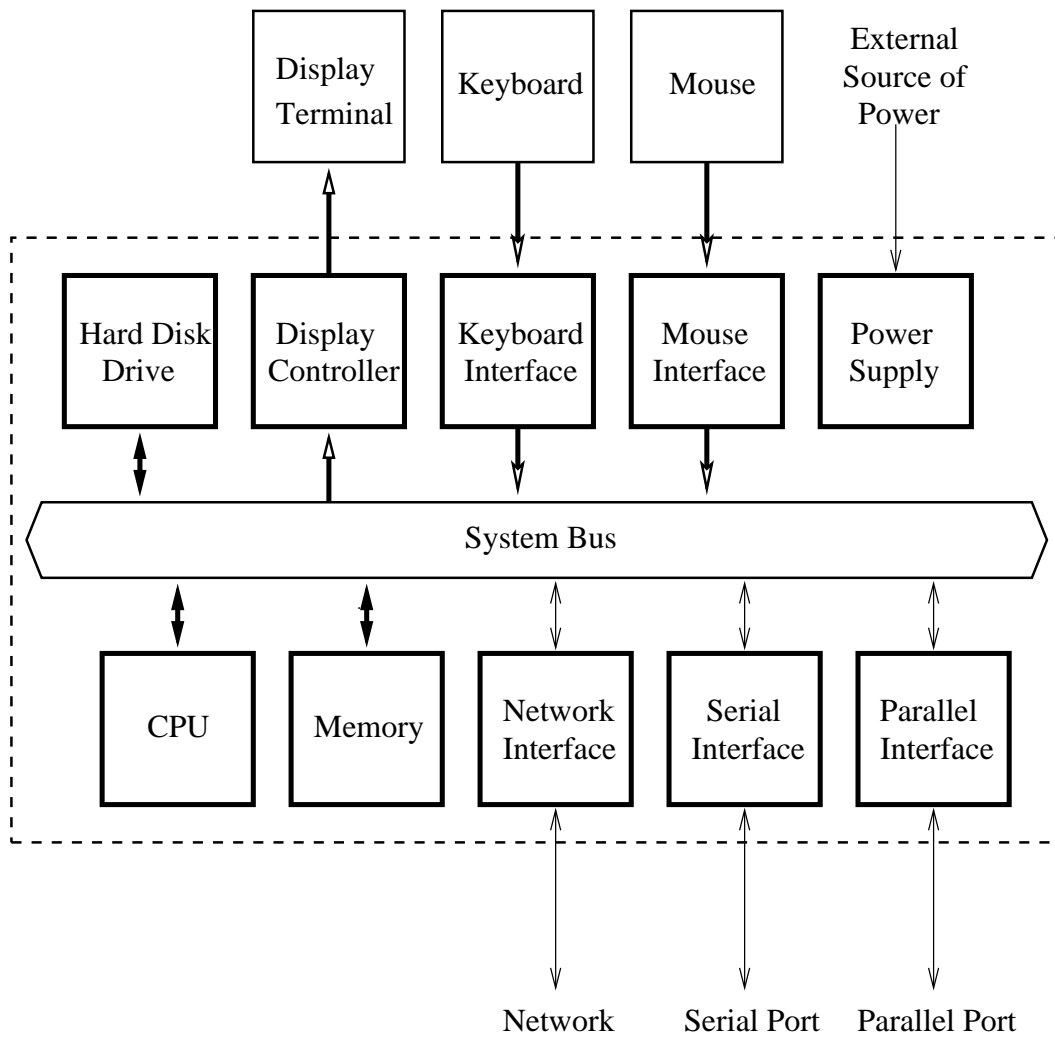 Display
Terminal
Keyboard
Mouse
External
Source of
Power
Hard Disk
Drive
Display
Controller
Keyboard
Interface
Mouse
Interface
Power
Supply
System Bus
CPU
Memory
Network
Interface
Serial
Interface
Parallel
Interface
Network
Serial Port
Parallel Port